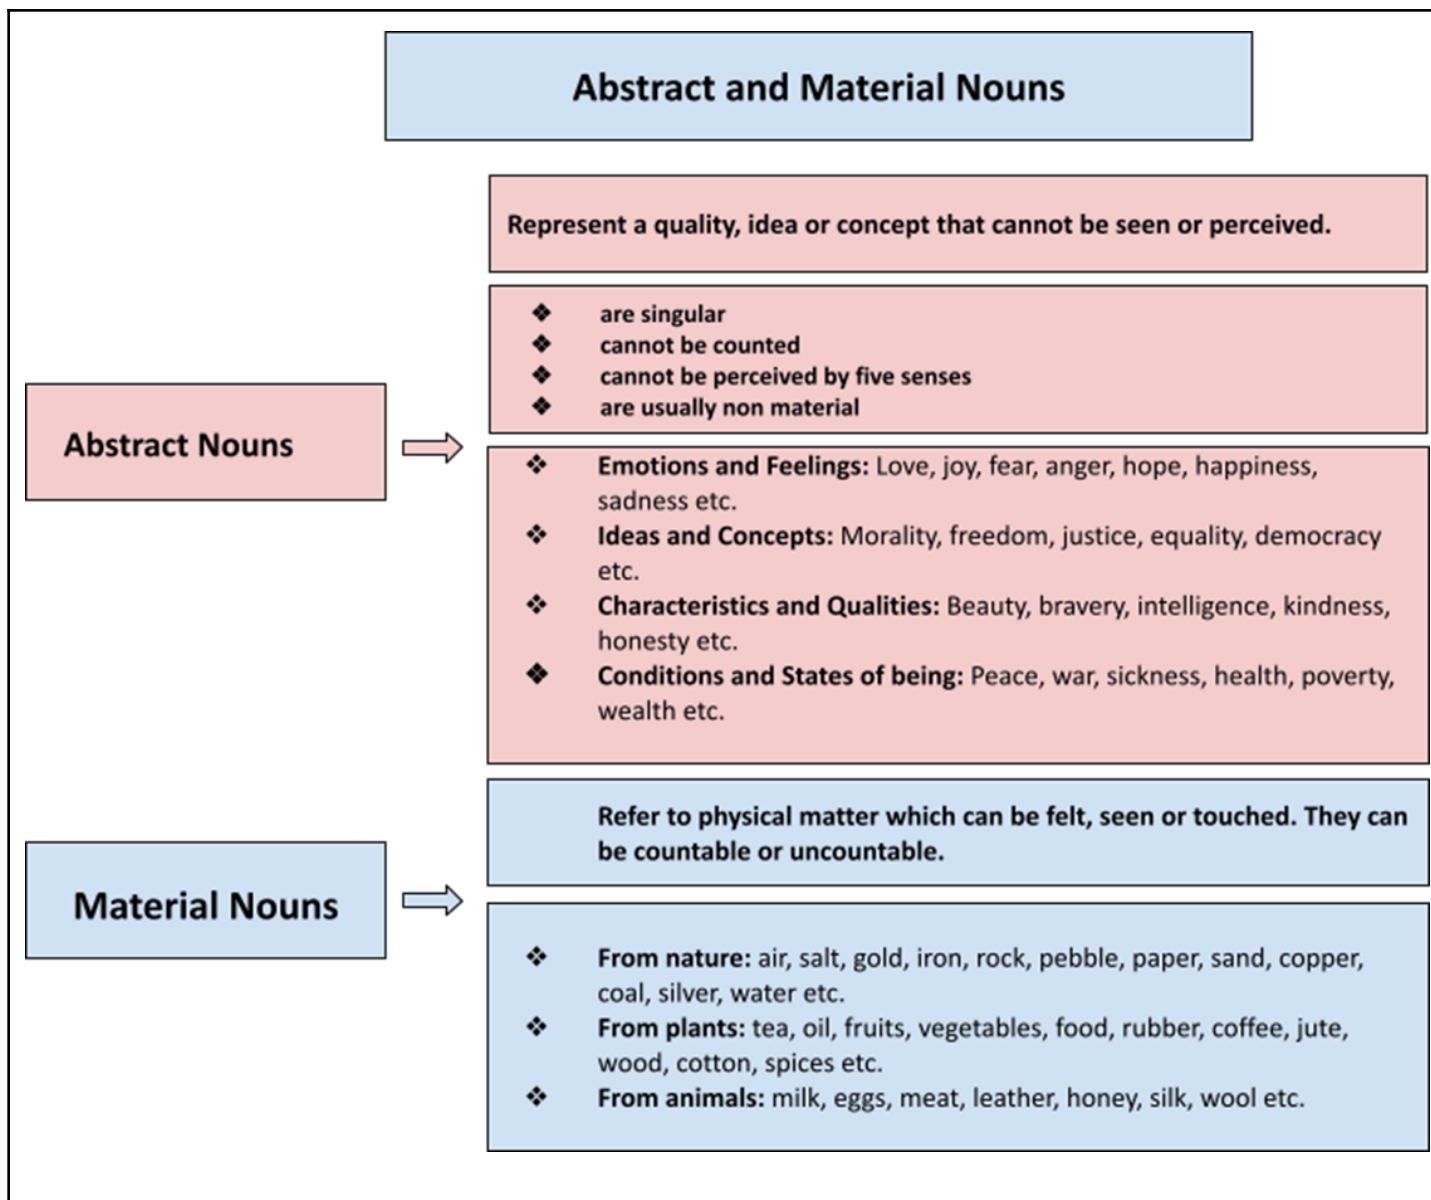 Abstract and Material Nouns
Represent a quality, idea or concept that cannot be seen or perceived.
❖ are singular
❖ cannot be counted
❖ cannot be perceived by five senses
❖ are usually non material
Abstract Nouns
❖ Emotions and Feelings: Love, joy, fear, anger, hope, happiness,
sadness etc.
❖ Ideas and Concepts: Morality, freedom, justice, equality, democracy
etc.
❖ Characteristics and Qualities: Beauty, bravery, intelligence, kindness,
honesty etc.
❖ Conditions and States of being: Peace, war, sickness, health, poverty,
wealth etc.
Refer to physical matter which can be felt, seen or touched. They can
be countable or uncountable.
Material Nouns
❖ From nature: air, salt, gold, iron, rock, pebble, paper, sand, copper,
coal, silver, water etc.
❖ From plants: tea, oil, fruits, vegetables, food, rubber, coffee, jute,
wood, cotton, spices etc.
❖ From animals: milk, eggs, meat, leather, honey, silk, wool etc.